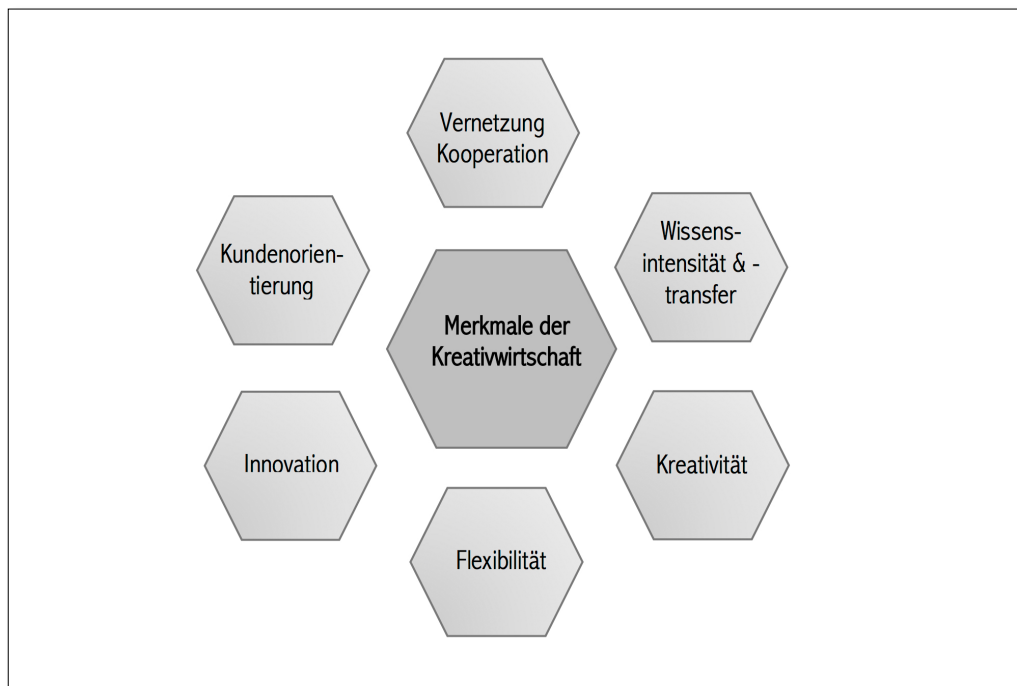 Vernetzung
Kooperation
Wissens-
intensität & -
transfer
Kundenorien-
tierung
Merkmale der
Kreativwirtschaft
Innovation
Kreativität
Flexibilität